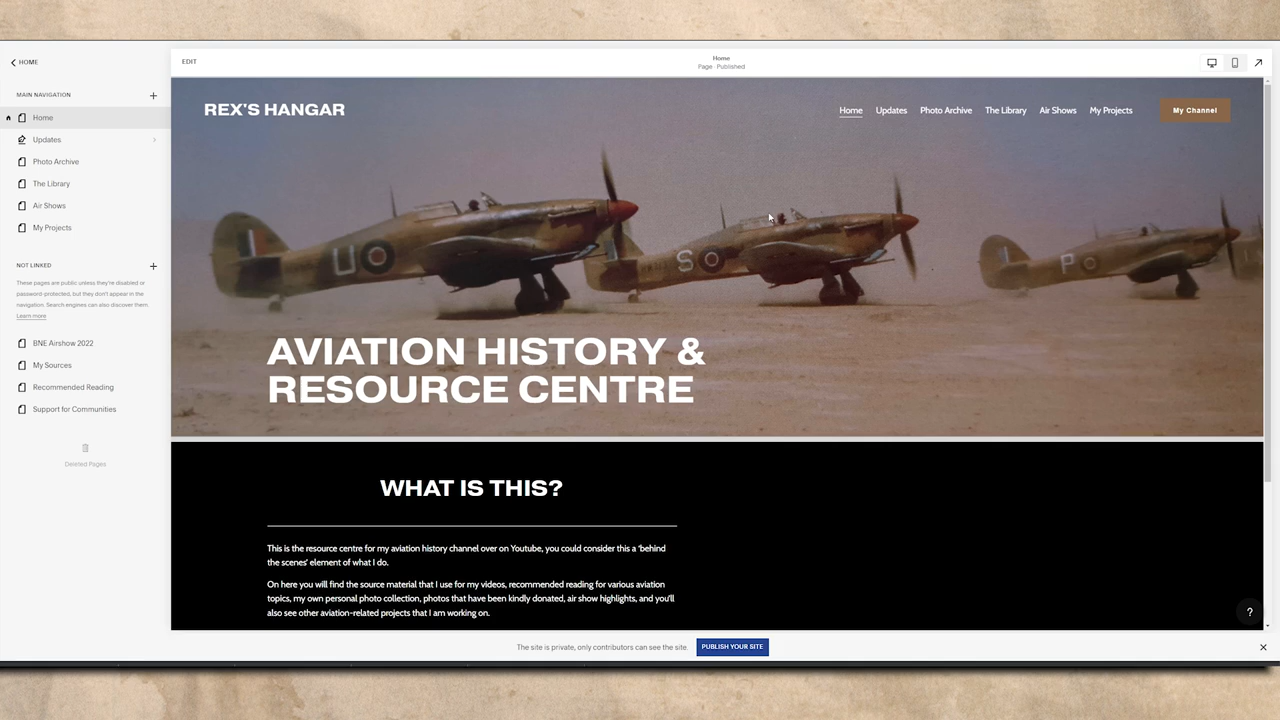 HOME
EDIT
Home
Page · Published
MAIN NAVIGATION
Home
Updates
Photo Archive
The Library
Air Shows
My Projects
NOT LINKED
These pages are public unless they're disabled or
password-protected, but they don't appear in the
navigation. Search engines can also discover them.
Learn more
BNE Airshow 2022
My Sources
Recommended Reading
Support for Communities
Deleted Pages
REX'S HANGAR
Home Updates Photo Archive The Library Air Shows My Projects My Channel
U
S
P
AVIATION HISTORY &
RESOURCE CENTRE
WHAT IS THIS?
This is the resource centre for my aviation history channel over on Youtube, you could consider this a 'behind
the scenes' element of what I do.
On here you will find the source material that I use for my videos, recommended reading for various aviation
topics, my own personal photo collection, photos that have been kindly donated, air show highlights, and you'll
also see other aviation-related projects that I am working on.
?
The site is private, only contributors can see the site. PUBLISH YOUR SITE